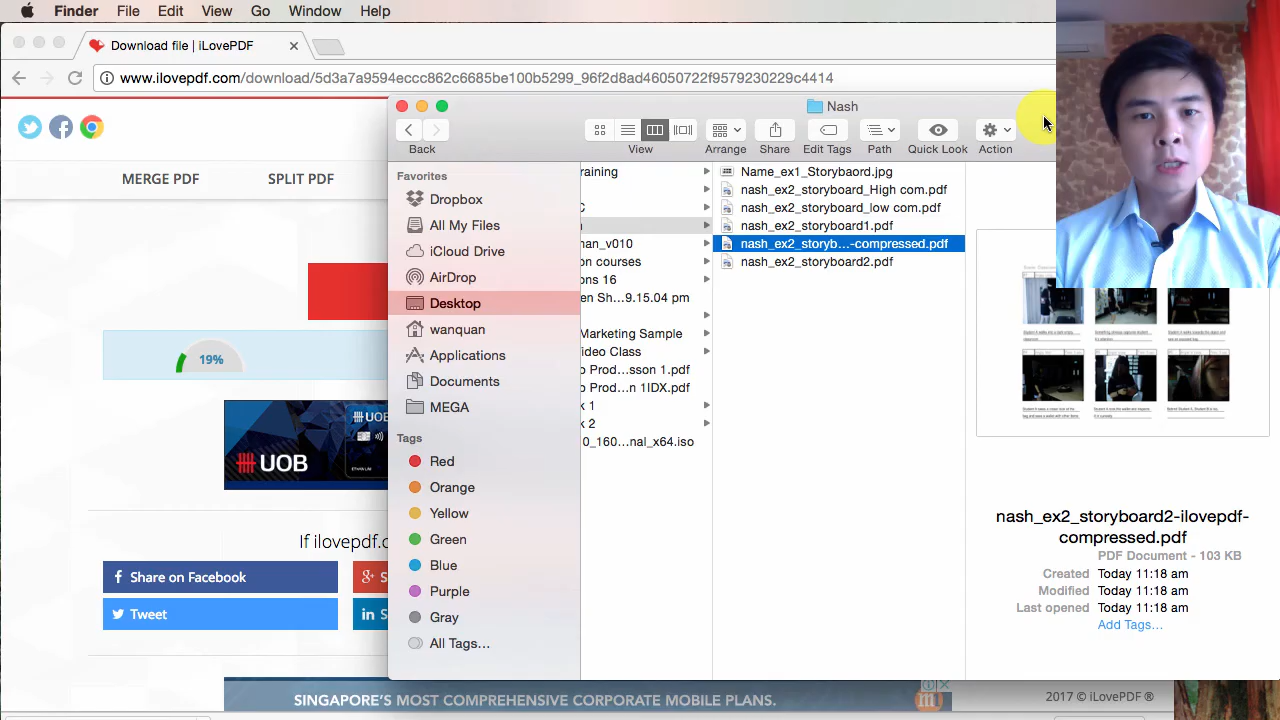 Finder File Edit View Go Window Help
Download file | iLovePDF
www.ilovepdf.com/download/5d3a7a9594eccc862c6685be100b5299_96f2d8ad46050722f9579230229c4414
MERGE PDF SPLIT PDF
19%
UOB
UOB
If ilovepdf.c
Share on Facebook
S
Tweet
S
SINGAPORE'S MOST COMPREHENSIVE CORPORATE MOBILE PLANS.
2017 © iLovePDF ®
Nash
Back View Arrange Share Edit Tags Path Quick Look Action
Favorites
Dropbox
All My Files
iCloud Drive
AirDrop
Desktop
wanquan
Applications
Documents
MEGA
Tags
Red
Orange
Yellow
Green
Blue
Purple
Gray
All Tags...
raining
C
nan_v010
on courses
16
en Sh...9.15.04 pm
Marketing Sample
ideo Class
o Prod...sson 1.pdf
o Prod...n 1IDX.pdf
k 1
k 2
0_160...nal_x64.iso
Name_ex1_Storybaord.jpg
nash_ex2_storyboard_High com.pdf
nash_ex2_storyboard_low com.pdf
nash_ex2_storyboard1.pdf
nash_ex2_storyb...-compressed.pdf
nash_ex2_storyboard2.pdf
nash_ex2_storyboard2-ilovepdf-
compressed.pdf
PDF Document - 103 KB
Created Today 11:18 am
Modified Today 11:18 am
Last opened Today 11:18 am
Add Tags...